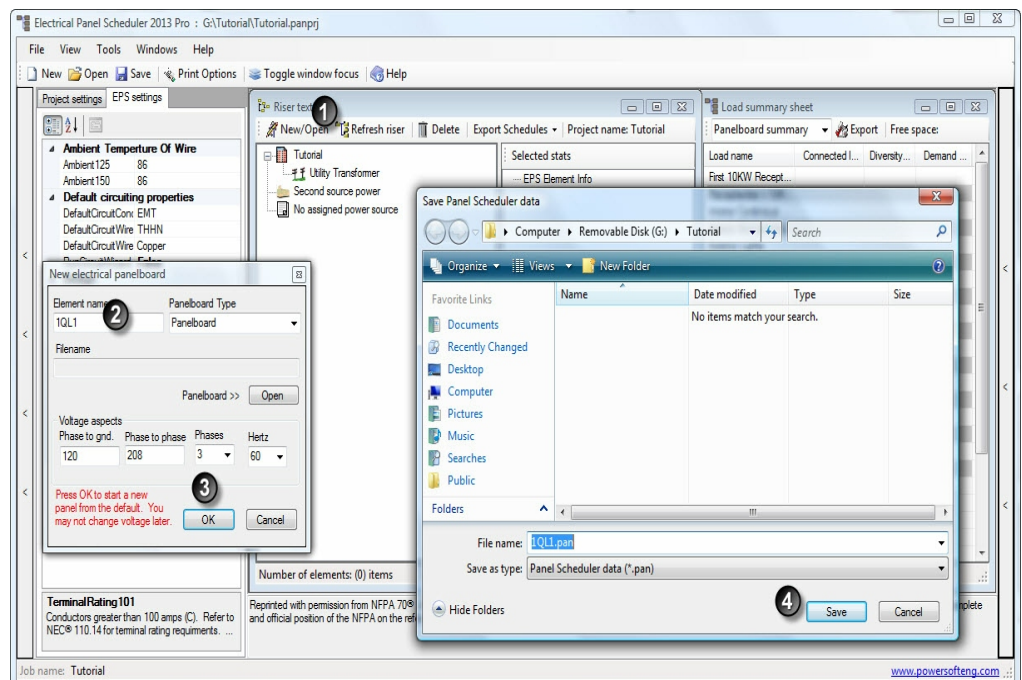 Electrical Panel Scheduler 2013 Pro : G:\Tutorial\Tutorial.panprj
File View Tools Windows Help
New Open Save Print Options Toggle window focus Help
Project settings EPS settings
Ambient Temperture Of Wire
Ambient125 86
Ambient150 86
Default circuiting properties
DefaultCircutCon EMT
DefaultCircutWire THHN
DefaultCircutWire Copper
Riser text
1
New/Open Refresh riser Delete Export Schedules Project name: Tutorial
Tutorial
Utility Transformer
Second source power
No assigned power source
Selected stats
EPS Element Info
Number of elements: (0) items
Load summary sheet
Panelboard summary Export Free space:
Load name Connected l... Diversity... Demand ...
First 10KW Recept...
New electrical panelboard
Element name
2
Panelboard Type
1QL1 Panelboard
Filename
Panelboard >> Open
Voltage aspects
Phase to gnd. Phase to phase Phases Hertz
120 208 3 60
Press OK to start a new
panel from the default. You
may not change voltage later.
3
OK Cancel
Save Panel Scheduler data
Computer Removable Disk (G:) Tutorial Search
Organize Views New Folder
Favorite Links
Documents
Recently Changed
Desktop
Computer
Pictures
Music
Searches
Public
Folders
Name Date modified Type Size
No items match your search.
File name: 1QL1.pan
Save as type: Panel Scheduler data (*.pan)
Hide Folders
4
Save Cancel
TerminalRating101
Conductors greater than 100 amps (C). Refer to
NEC® 110.14 for teminal rating requirments. ...
Reprinted with permission from NFPA 70®
and official position of the NFPA on the
Job name: Tutorial
www.powersofteng.com